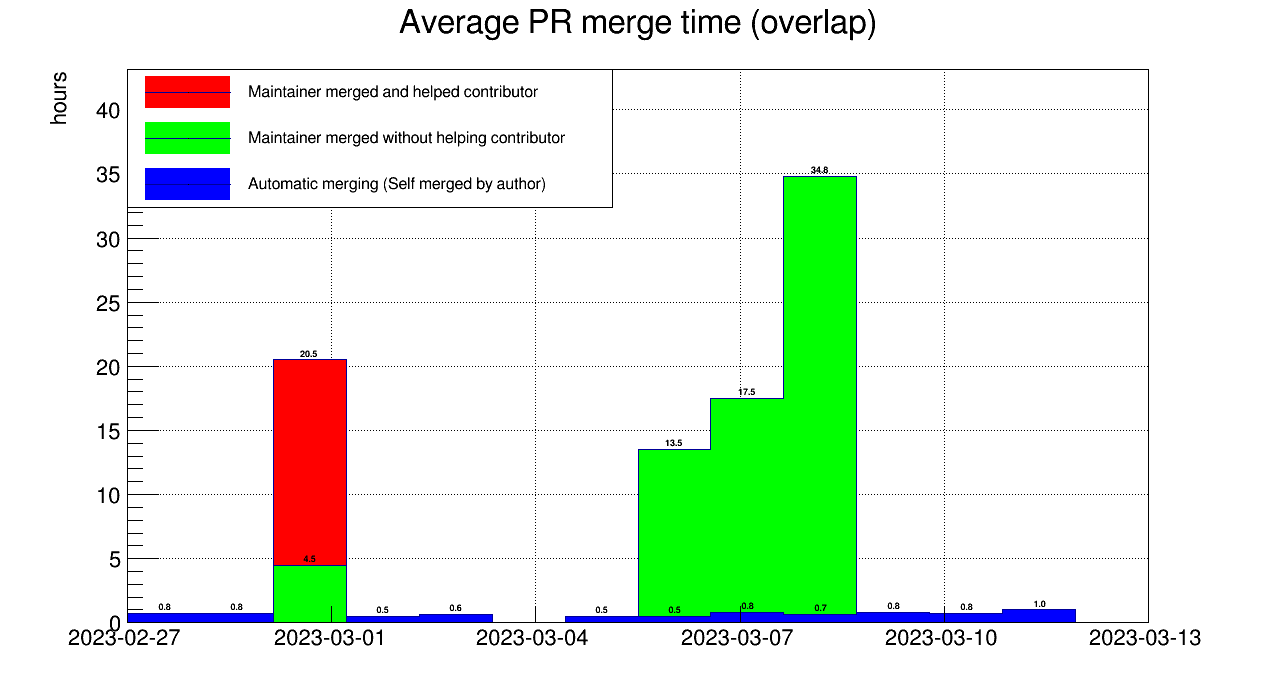 Average PR merge time (overlap)
hours
Maintainer merged and helped contributor
Maintainer merged without helping contributor
Automatic merging (Self merged by author)
40
35
30
25
20
15
10
5
0
34.8
20.5
17.5
13.5
4.5
0.8 0.8 0.5 0.6 0.5 0.5 0.8 0.7 0.8 0.8 1.0
2023-02-27 2023-03-01 2023-03-04 2023-03-07 2023-03-10 2023-03-13